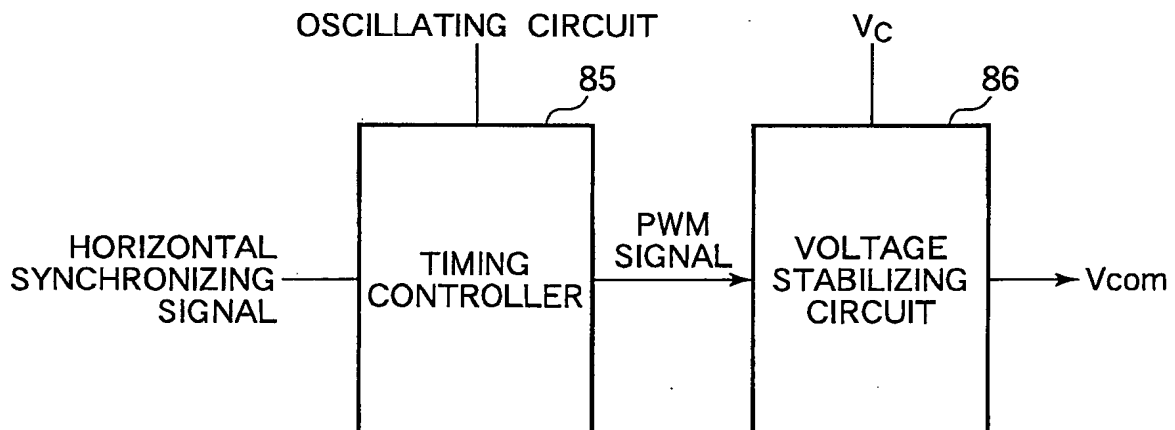 OSCILLATING CIRCUIT
VC
85
86
HORIZONTAL
SYNCHRONIZING
SIGNAL
TIMING
CONTROLLER
PWM
SIGNAL
VOLTAGE
STABILIZING
CIRCUIT
Vcom